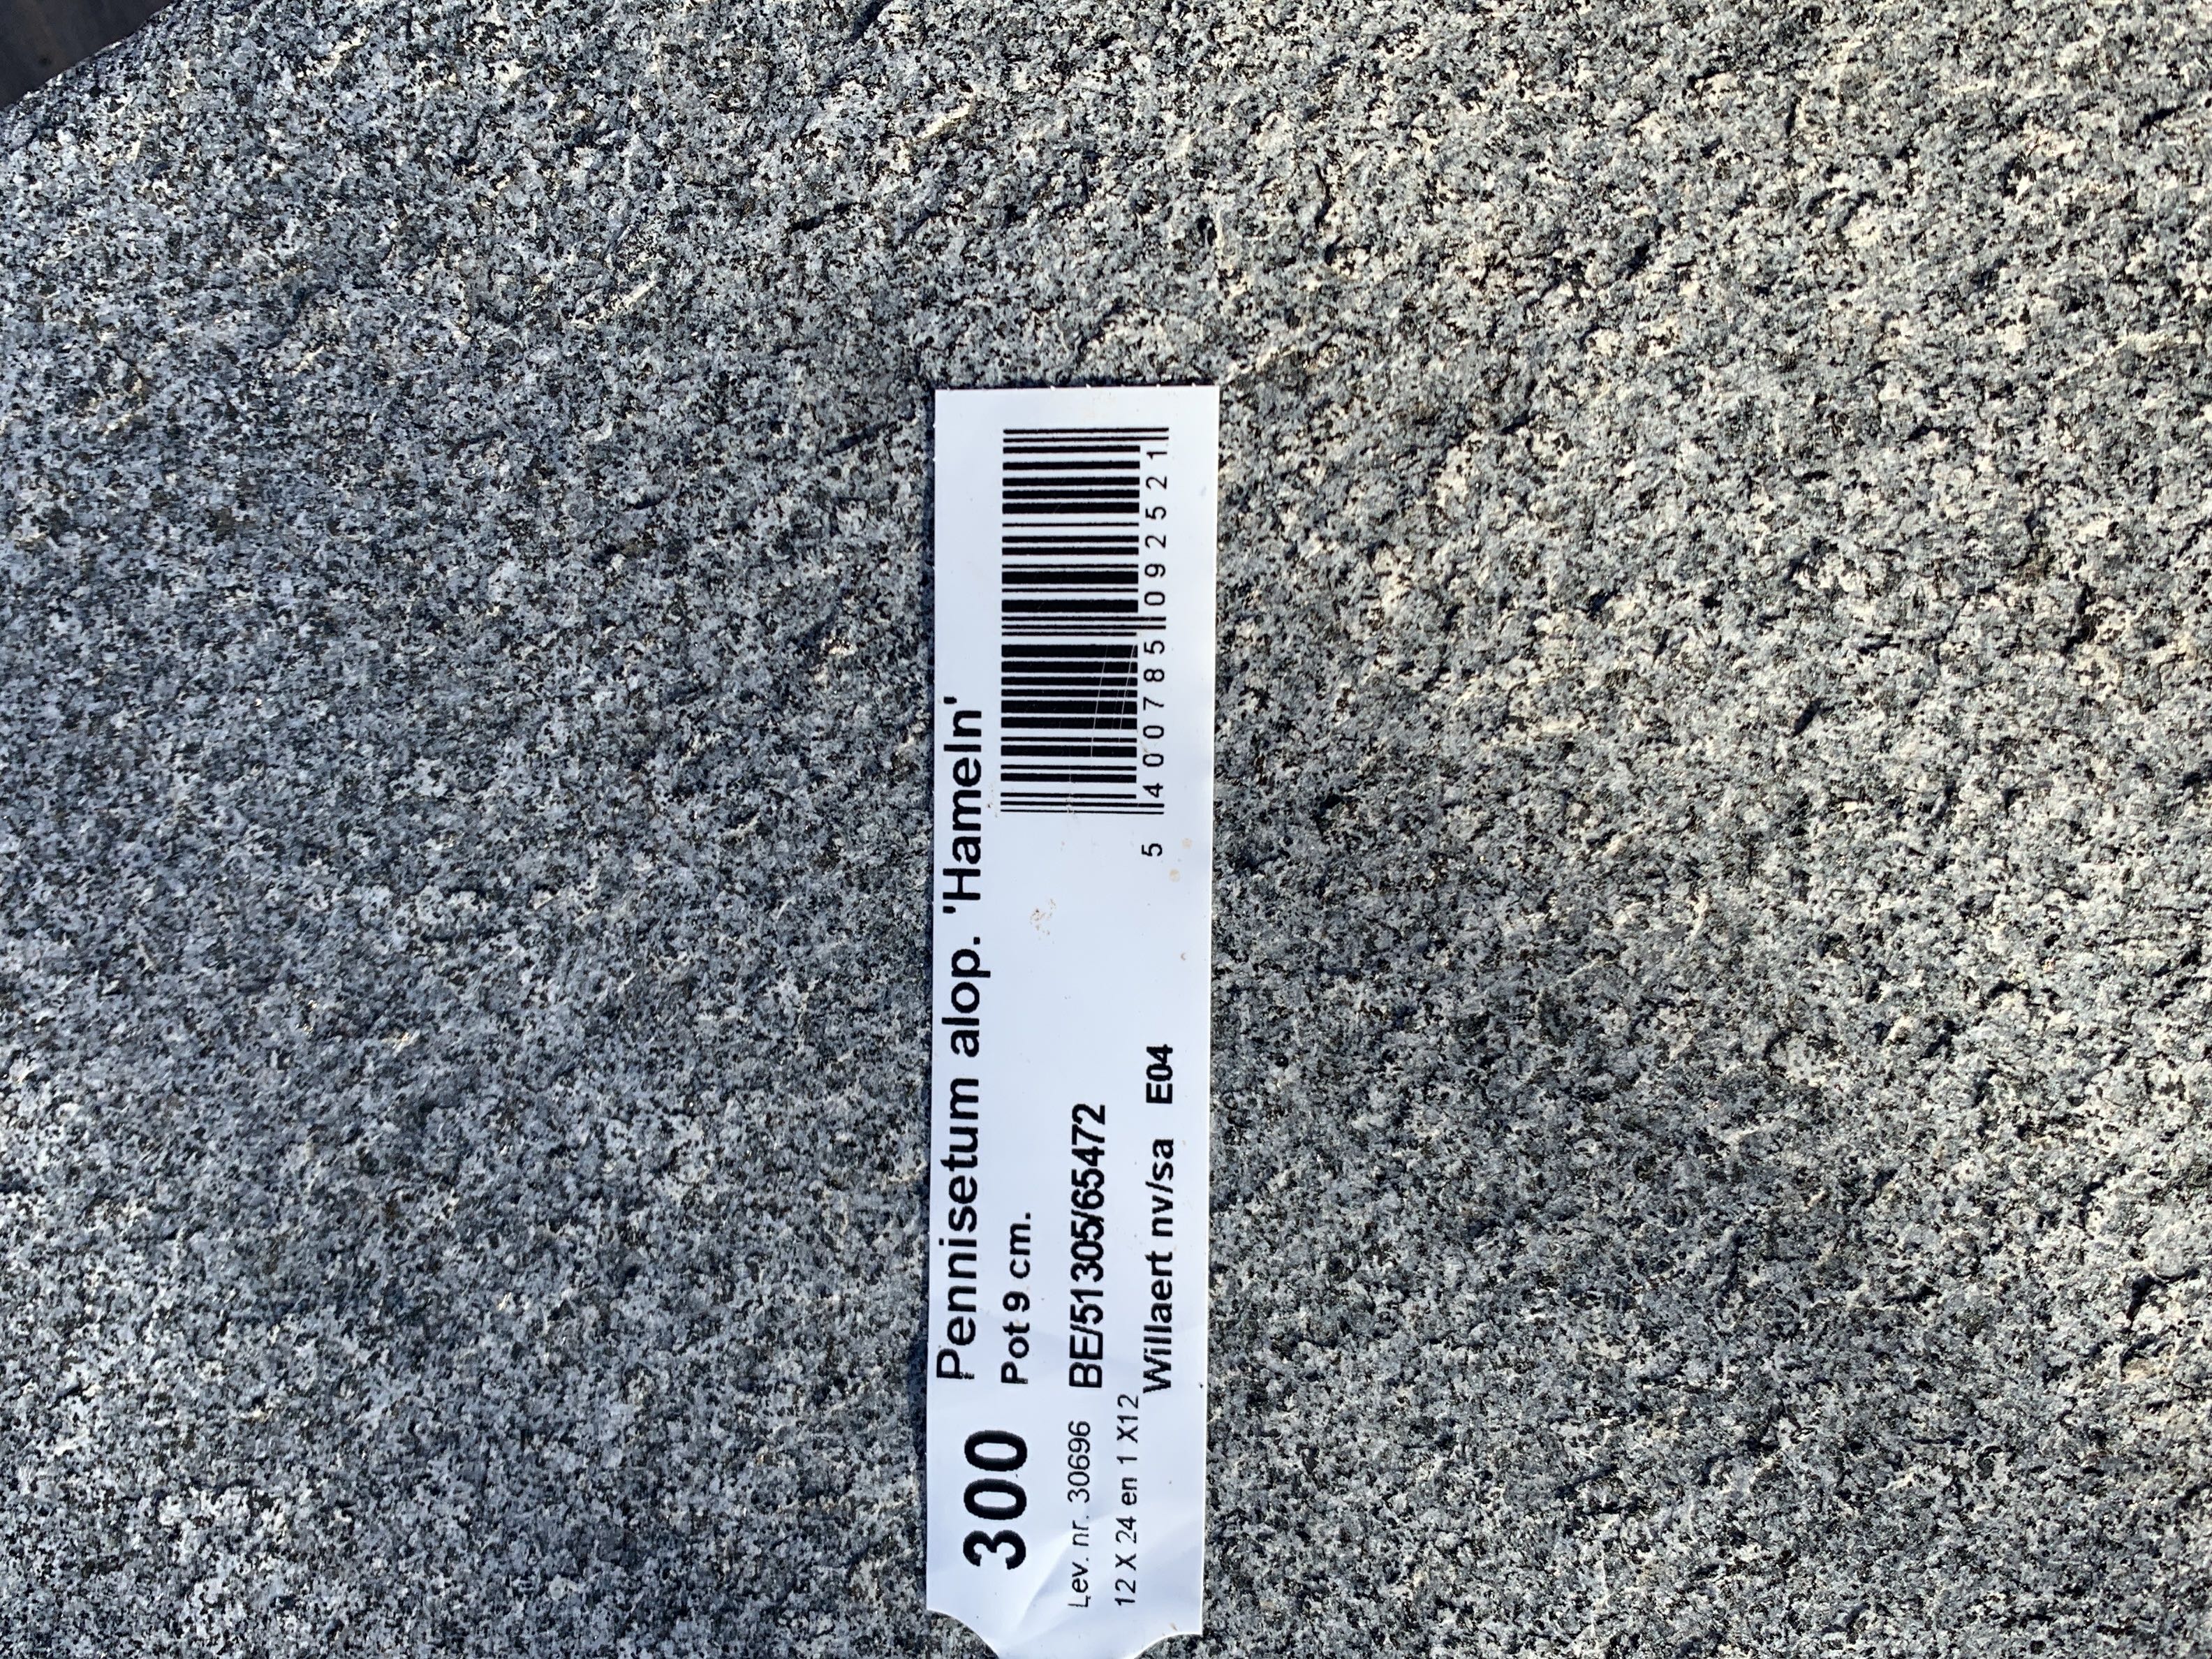 300 Pennisetum alop. 'Hameln'
Pot 9 cm.
Lev. nr. 30696 BE/51305/65472
12 X 24 en 1 X12
Willaert nv/sa E04
5 400785 092521